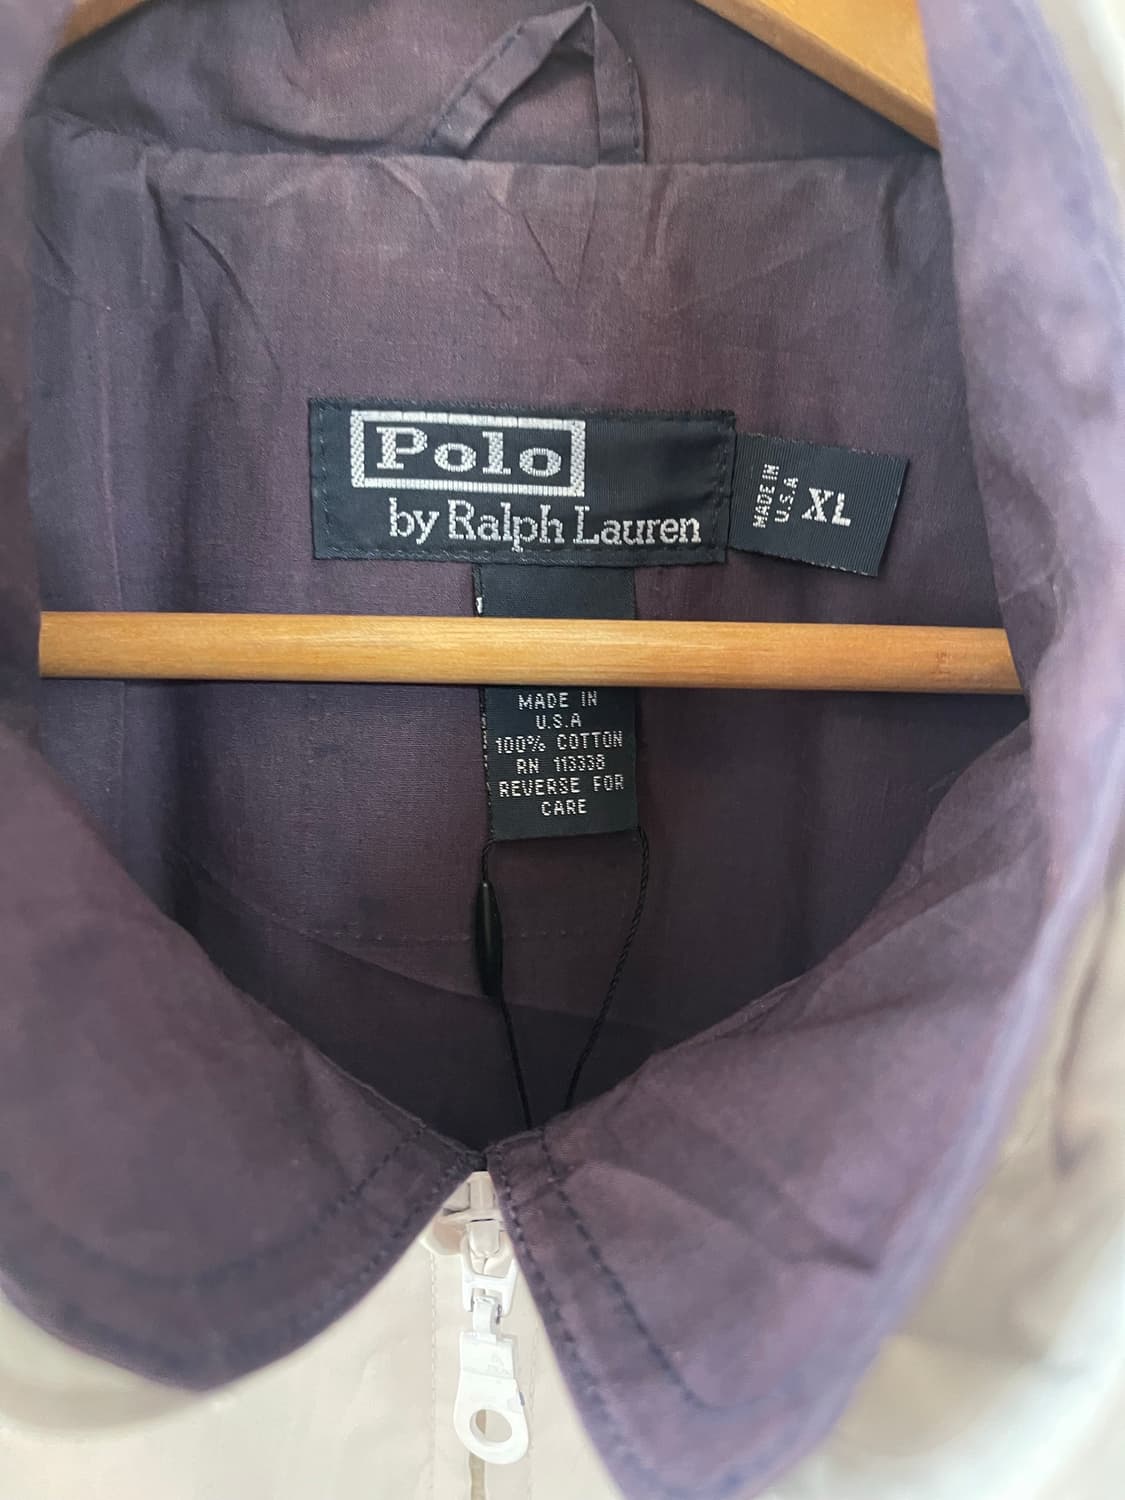 Polo
by Ralph Lauren
MADE IN
U.S.A
XL
MADE IN
U.S.A
100% COTTON
RN 113338
REVERSE FOR
CARE